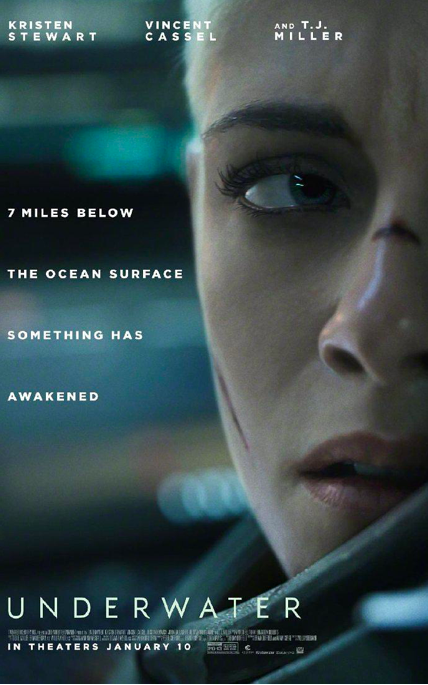 KRISTEN
STEWART
VINCENT
CASSEL
AND T.J.
MILLER
7 MILES BELOW
THE OCEAN SURFACE
SOMETHING HAS
AWAKENED
UNDERWATER
IN THEATERS JANUARY 10